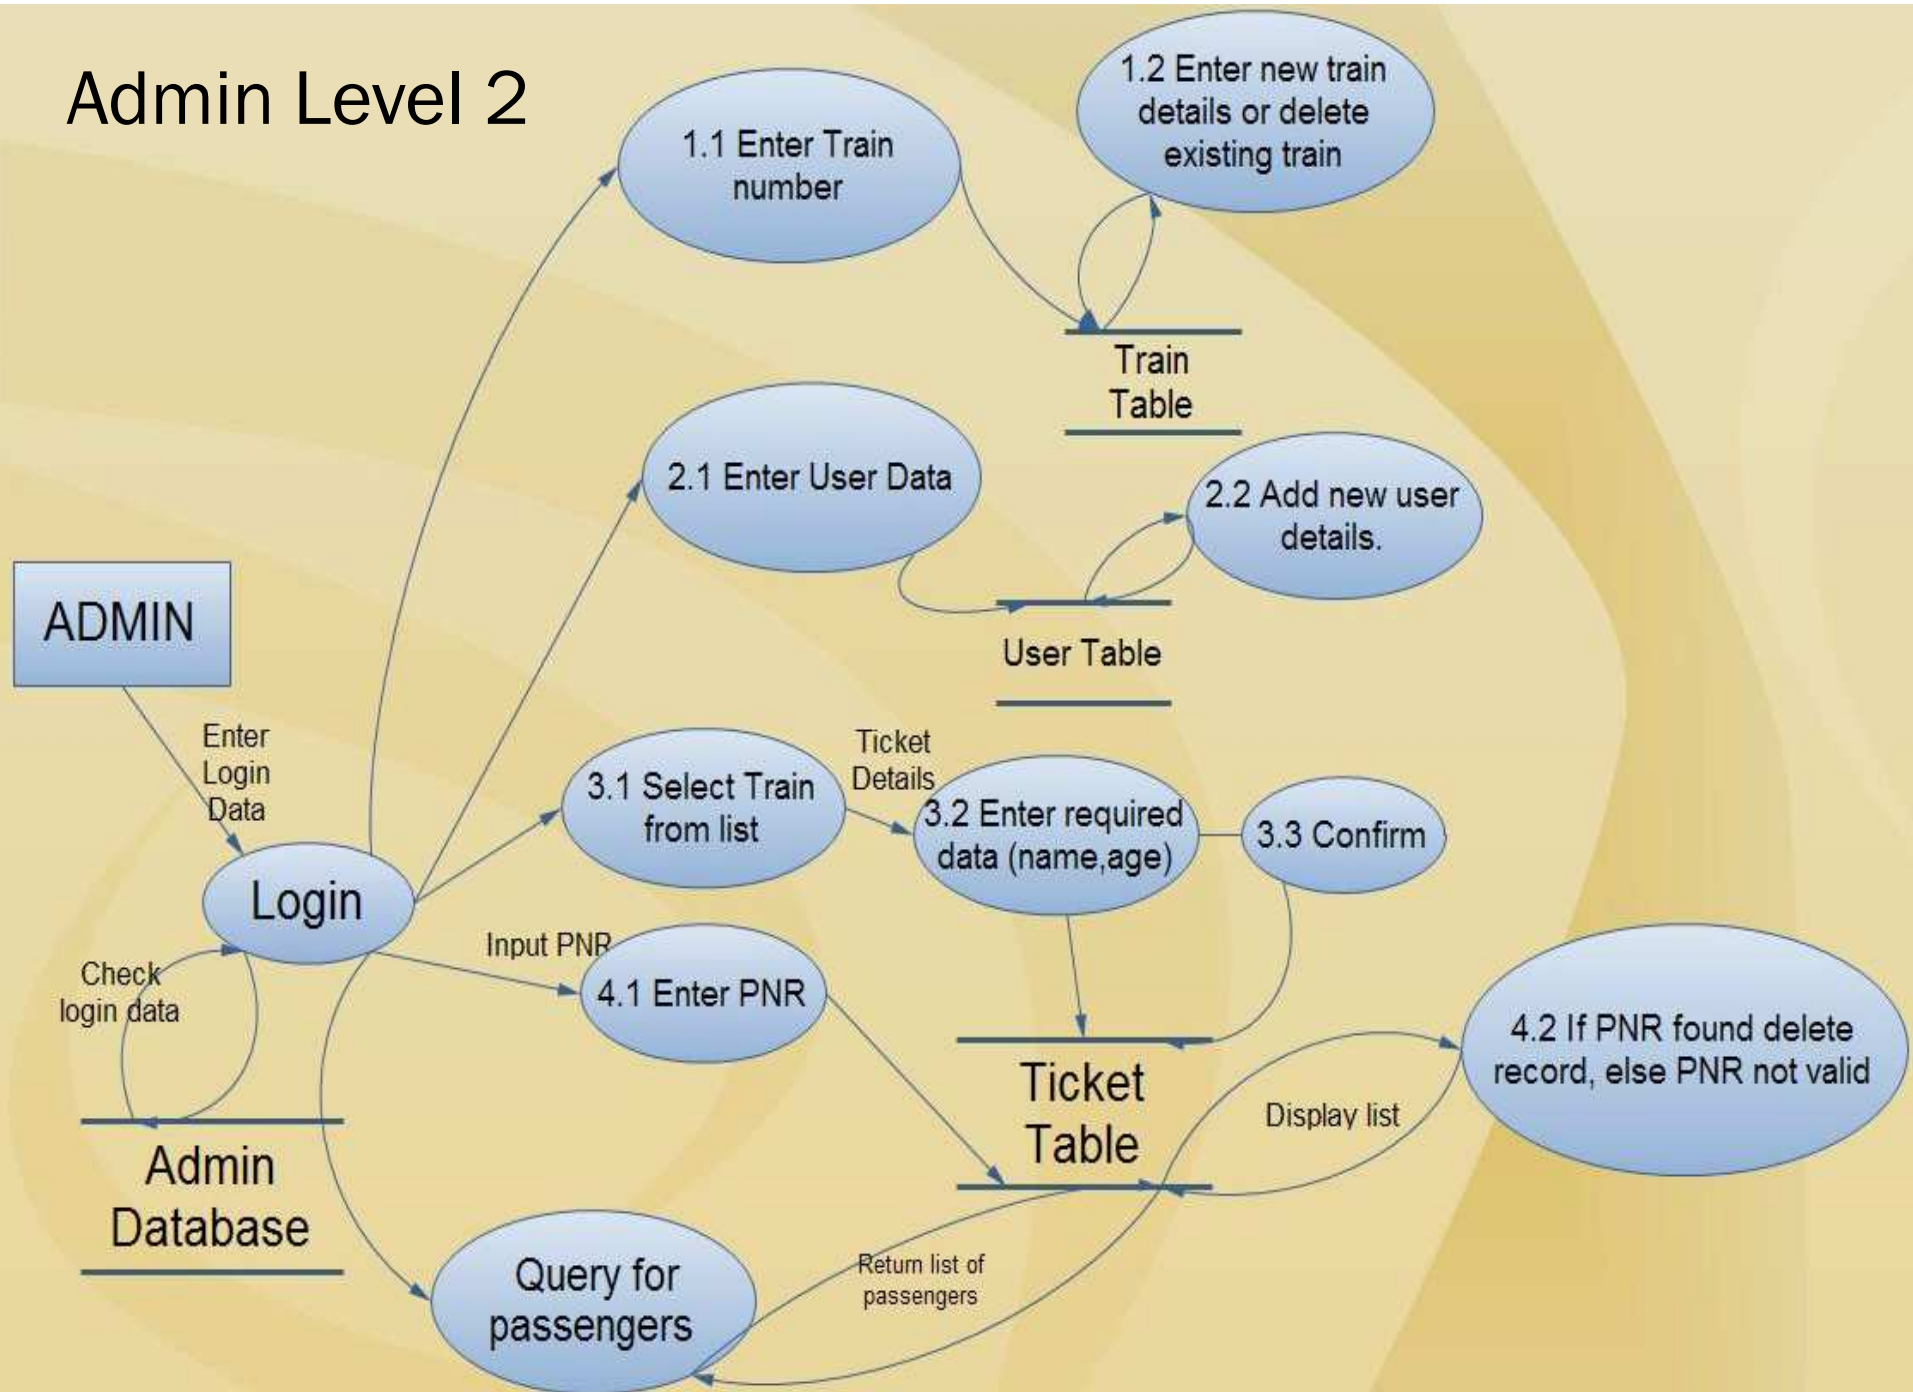 Admin Level 2
1.1 Enter Train
number
1.2 Enter new train
details or delete
existing train
Train
Table
2.1 Enter User Data
2.2 Add new user
details.
User Table
ADMIN
Enter
Login
Data
Login
Check
login data
Admin
Database
3.1 Select Train
from list
Ticket
Details
3.2 Enter required
data (name,age)
3.3 Confirm
Input PNR
4.1 Enter PNR
Ticket
Table
4.2 If PNR found delete
record, else PNR not valid
Display list
Query for
passengers
Return list of
passengers